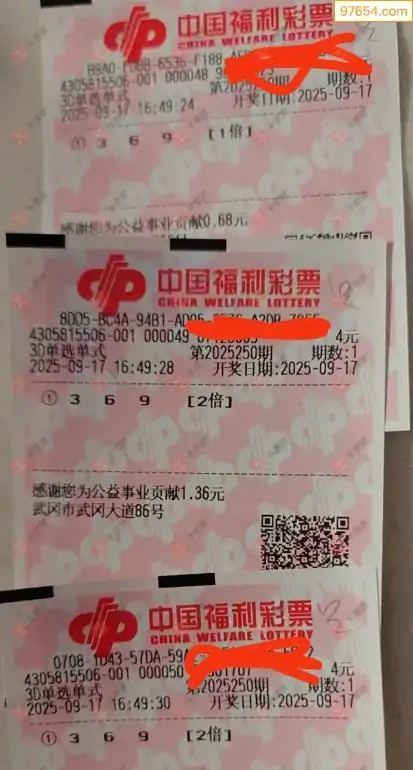 97654.com
中国福利彩票
CHINA WELFARE LOTTERY
4305815506-001 000048
3D单选单式
期数:1
2025-09-17 16:49:24 开奖日期:2025-09-17
① 3 6 9 [1倍]
感谢您为公益事业贡献0.68元
中国福利彩票
CHINA WELFARE LOTTERY
8DD5-BC4A-94B1
4305815506-001 000049 4元
3D单选单式 第2025250期 期数:1
2025-09-17 16:49:28 开奖日期:2025-09-17
① 3 6 9 [2倍]
感谢您为公益事业贡献1.36元
武冈市武冈大道86号
中国福利彩票
CHINA WELFARE LOTTERY
0708-1D43-57DA
4305815506-001 000050 4元
3D单选单式 第2025250期 期数:1
2025-09-17 16:49:30 开奖日期:2025-09-17
① 3 6 9 [2倍]